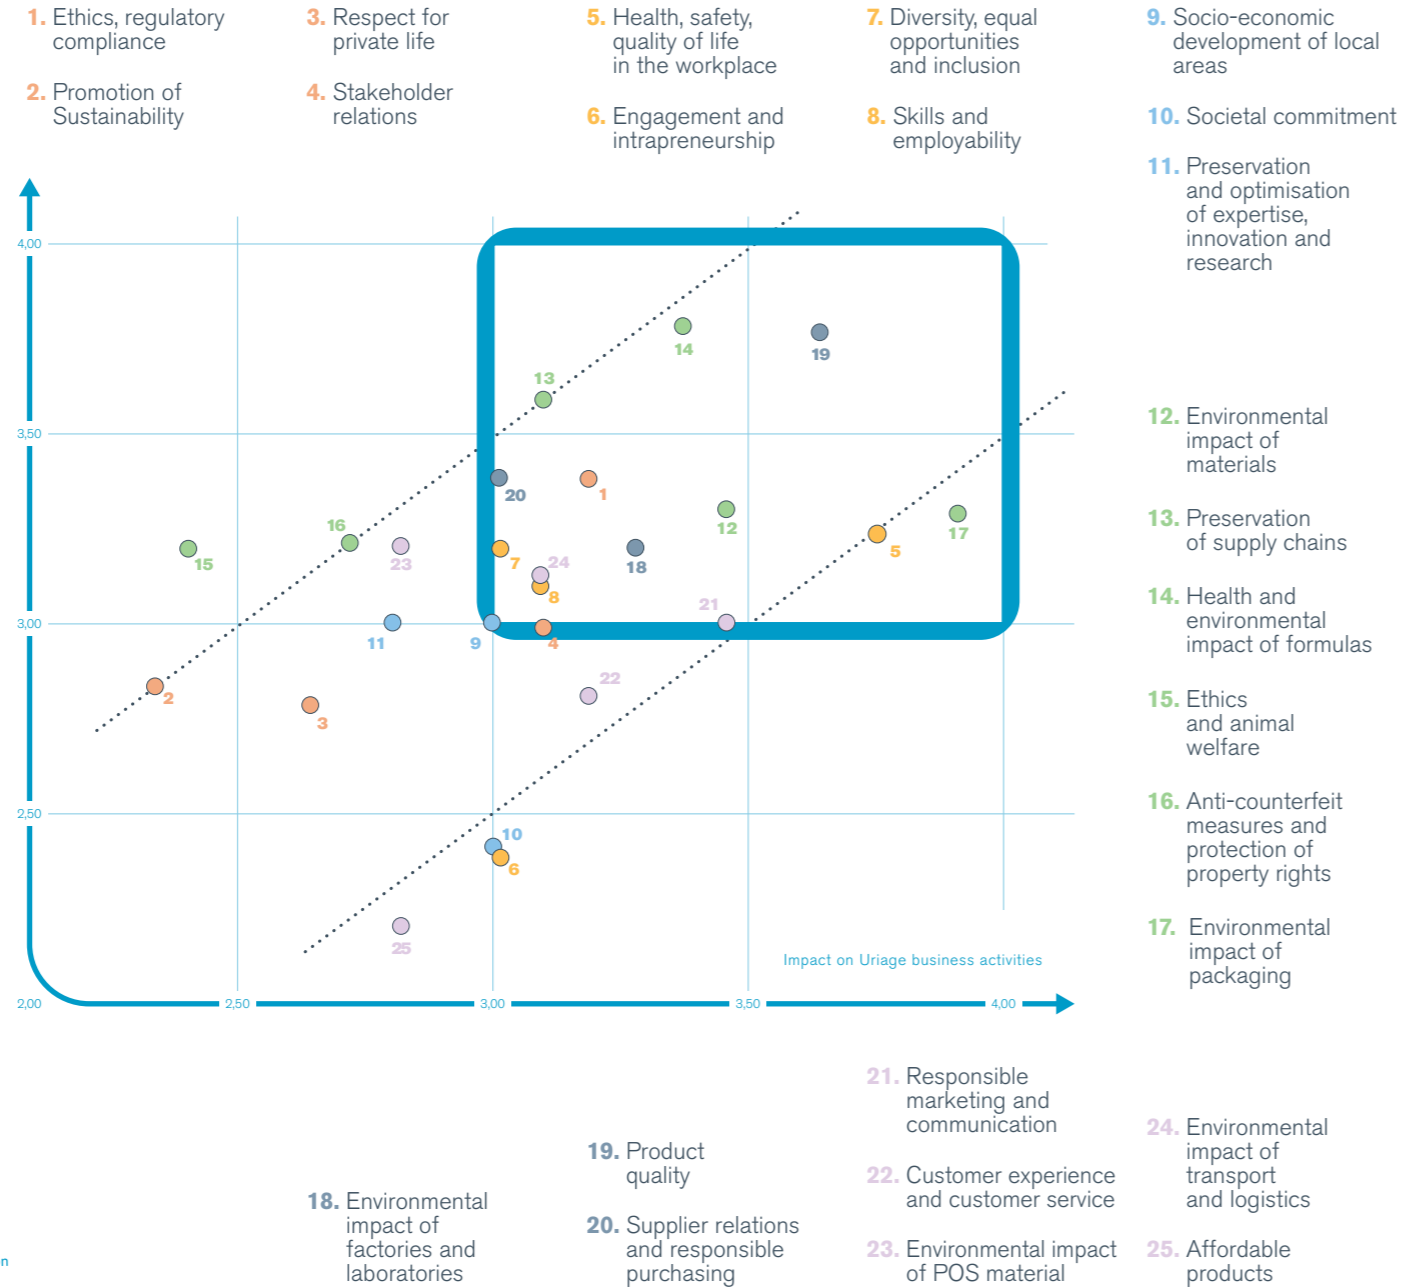 1. Ethics, regulatory
compliance
2. Promotion of
Sustainability
3. Respect for
private life
4. Stakeholder
relations
5. Health, safety,
quality of life
in the workplace
6. Engagement and
intrapreneurship
7. Diversity, equal
opportunities
and inclusion
8. Skills and
employability
9. Socio-economic
development of local
areas
10. Societal commitment
11. Preservation
and optimisation
of expertise,
innovation and
research
4,00
14
19
13
3,50
20
1
12
17
16
15
23
7
24
18
5
8
21
3,00
11
9
4
22
2
3
2,50
10
6
25
Impact on Uriage business activities
2,00
2,50
3,00
3,50
4,00
12. Environmental
impact of
materials
13. Preservation
of supply chains
14. Health and
environmental
impact of formulas
15. Ethics
and animal
welfare
16. Anti-counterfeit
measures and
protection of
property rights
17. Environmental
impact of
packaging
18. Environmental
impact of
factories and
laboratories
19. Product
quality
20. Supplier relations
and responsible
purchasing
21. Responsible
marketing and
communication
22. Customer experience
and customer service
23. Environmental impact
of POS material
24. Environmental
impact of
transport
and logistics
25. Affordable
products
n